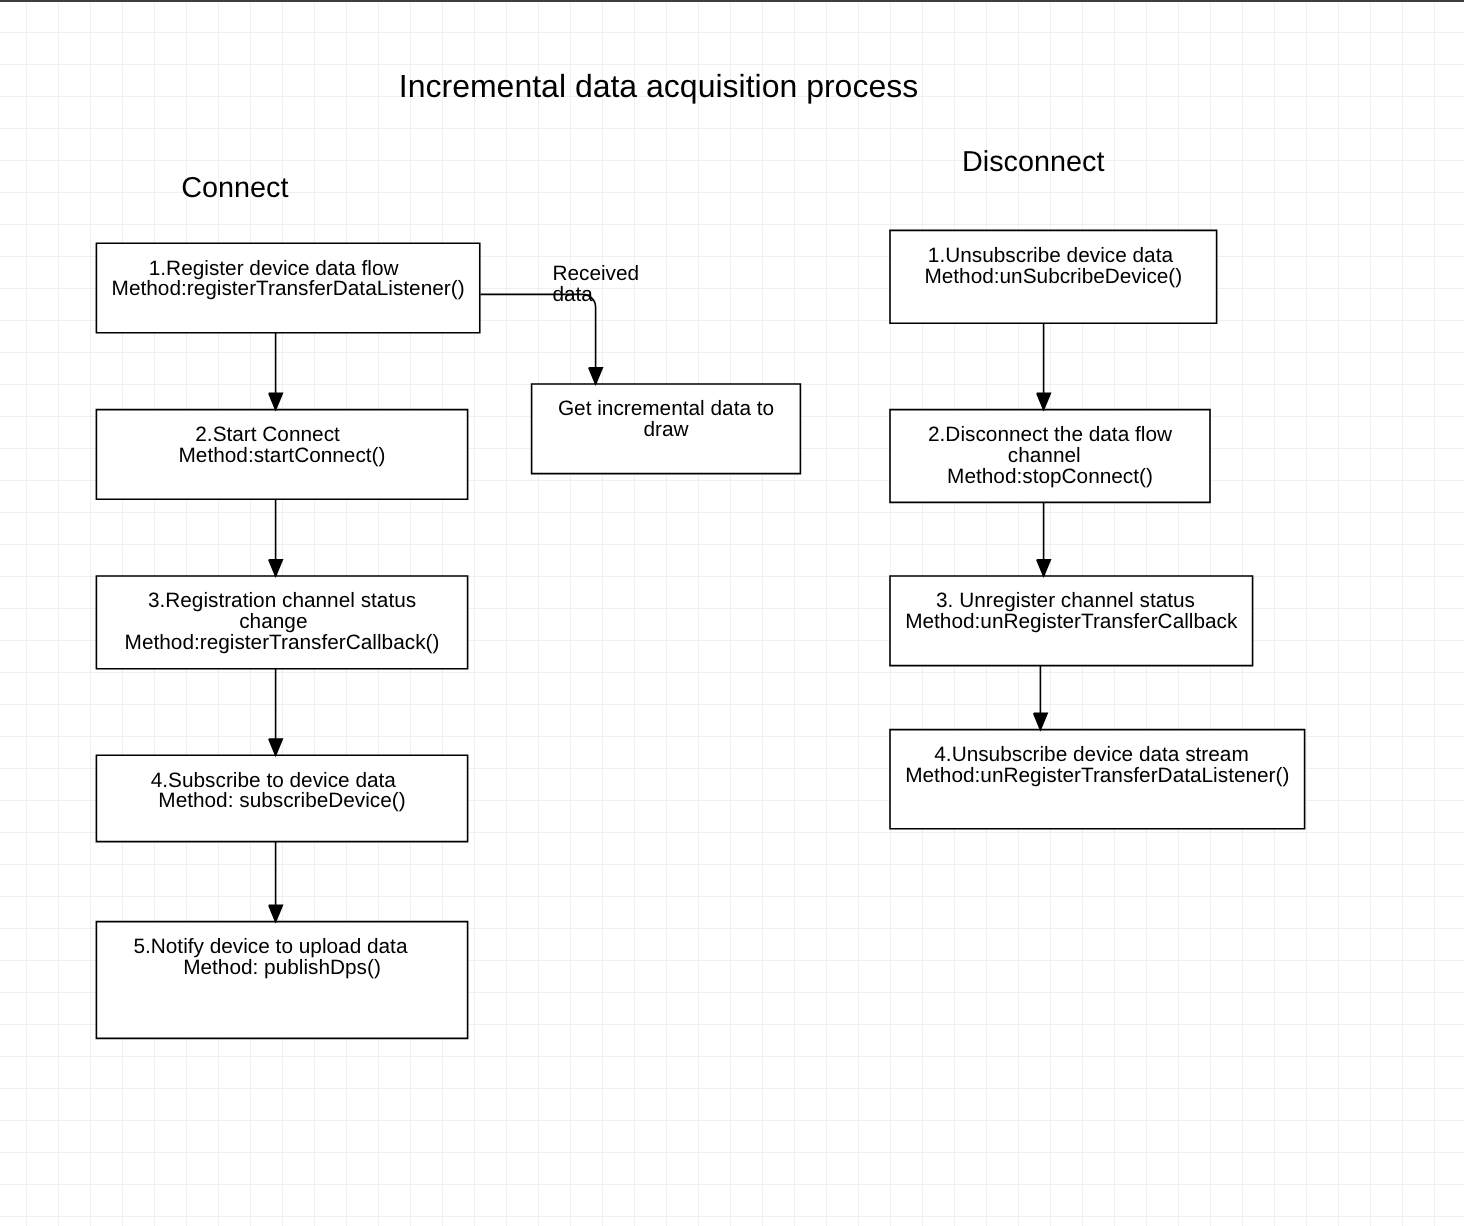 Incremental data acquisition process
Connect
1.Register device data flow
Method:registerTransferDataListener()
Received
data
Get incremental data to
draw
2.Start Connect
Method:startConnect()
3.Registration channel status
change
Method:registerTransferCallback()
4.Subscribe to device data
Method: subscribeDevice()
5.Notify device to upload data
Method: publishDps()
Disconnect
1.Unsubscribe device data
Method:unSubcribeDevice()
2.Disconnect the data flow
channel
Method:stopConnect()
3. Unregister channel status
Method:unRegisterTransferCallback
4.Unsubscribe device data stream
Method:unRegisterTransferDataListener()